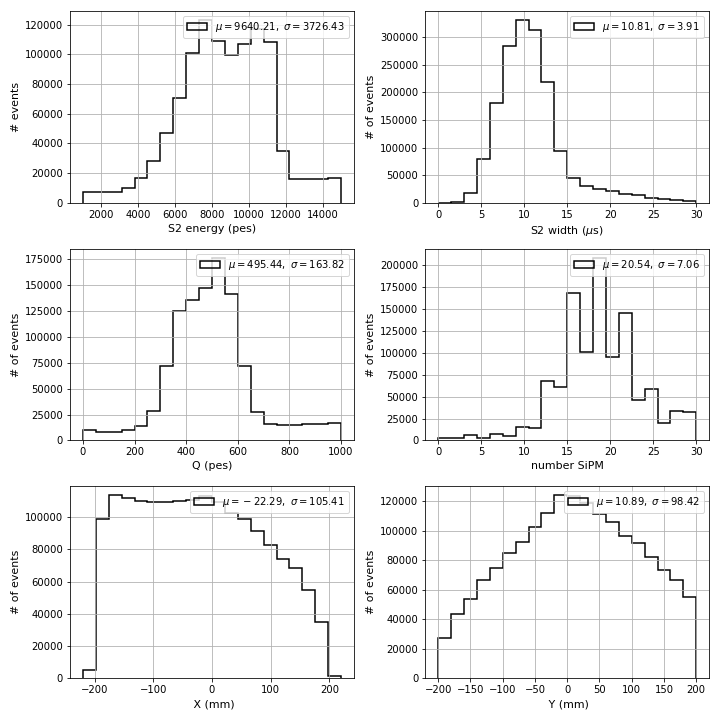 μ = 9640.21, σ = 3726.43
120000
100000
80000
60000
40000
20000
0
# events
2000 4000 6000 8000 10000 12000 14000
S2 energy (pes)
μ = 10.81, σ = 3.91
300000
250000
200000
150000
100000
50000
0
# of events
0 5 10 15 20 25 30
S2 width (μs)
μ = 495.44, σ = 163.82
175000
150000
125000
100000
75000
50000
25000
0
# of events
0 200 400 600 800 1000
Q (pes)
μ = 20.54, σ = 7.06
200000
175000
150000
125000
100000
75000
50000
25000
0
# of events
0 5 10 15 20 25 30
number SiPM
μ = −22.29, σ = 105.41
100000
80000
60000
40000
20000
0
# of events
−200 −100 0 100 200
X (mm)
μ = 10.89, σ = 98.42
120000
100000
80000
60000
40000
20000
0
# of events
−200 −150 −100 −50 0 50 100 150 200
Y (mm)